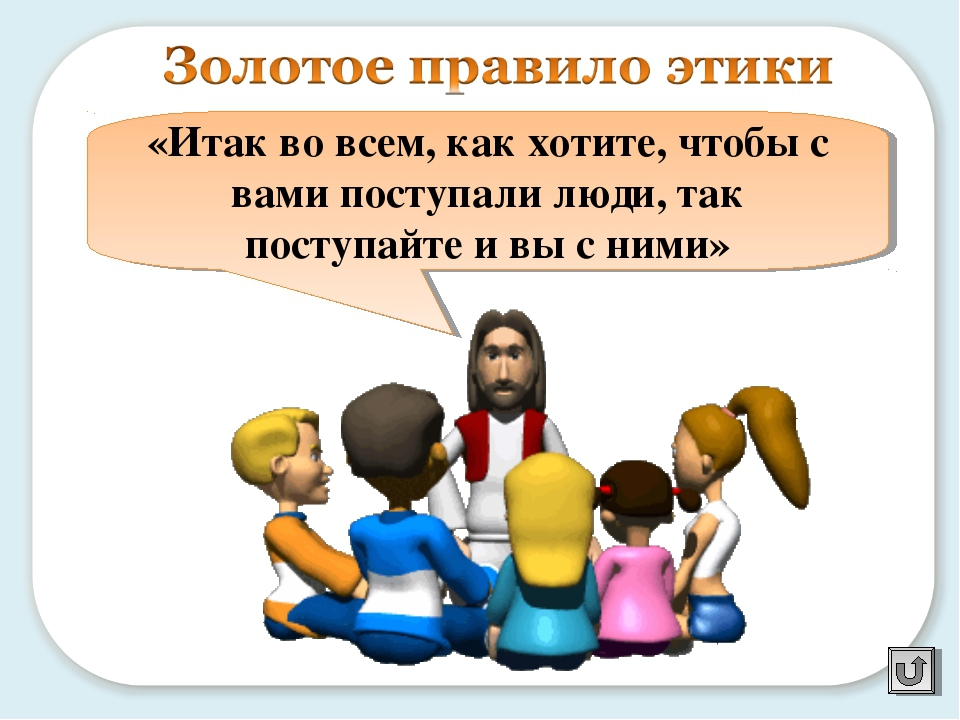 Золотое правило этики
«Итак во всем, как хотите, чтобы с
вами поступали люди, так
поступайте и вы с ними»